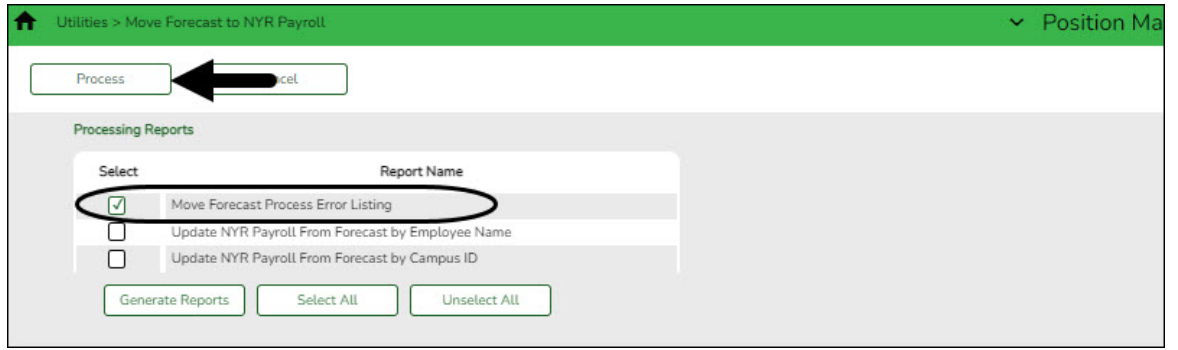 Utilities > Move Forecast to NYR Payroll
Position Ma
Process
cel
Processing Reports
Select Report Name
Move Forecast Process Error Listing
Update NYR Payroll From Forecast by Employee Name
Update NYR Payroll From Forecast by Campus ID
Generate Reports Select All Unselect All